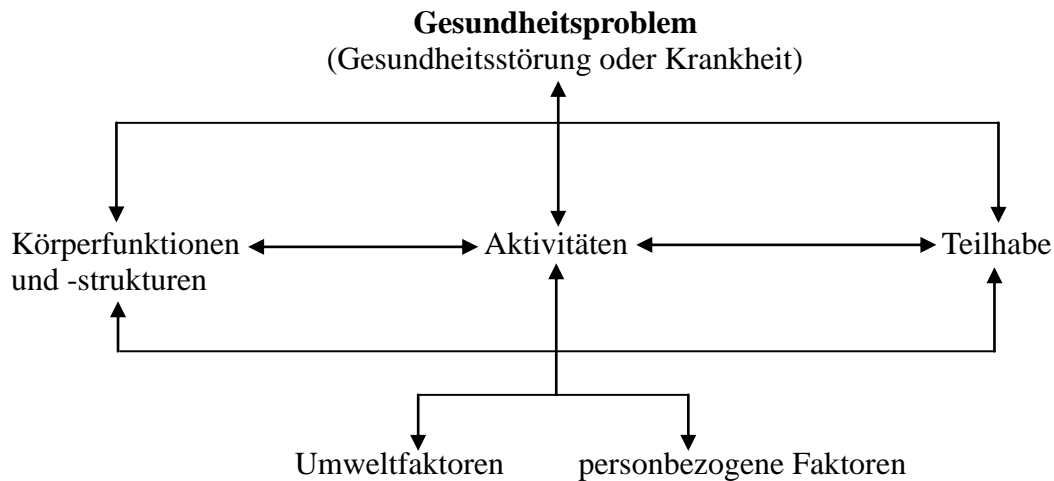 Gesundheitsproblem
(Gesundheitsstörung oder Krankheit)
Körperfunktionen
und -strukturen
Aktivitäten
Teilhabe
Umweltfaktoren
personbezogene Faktoren